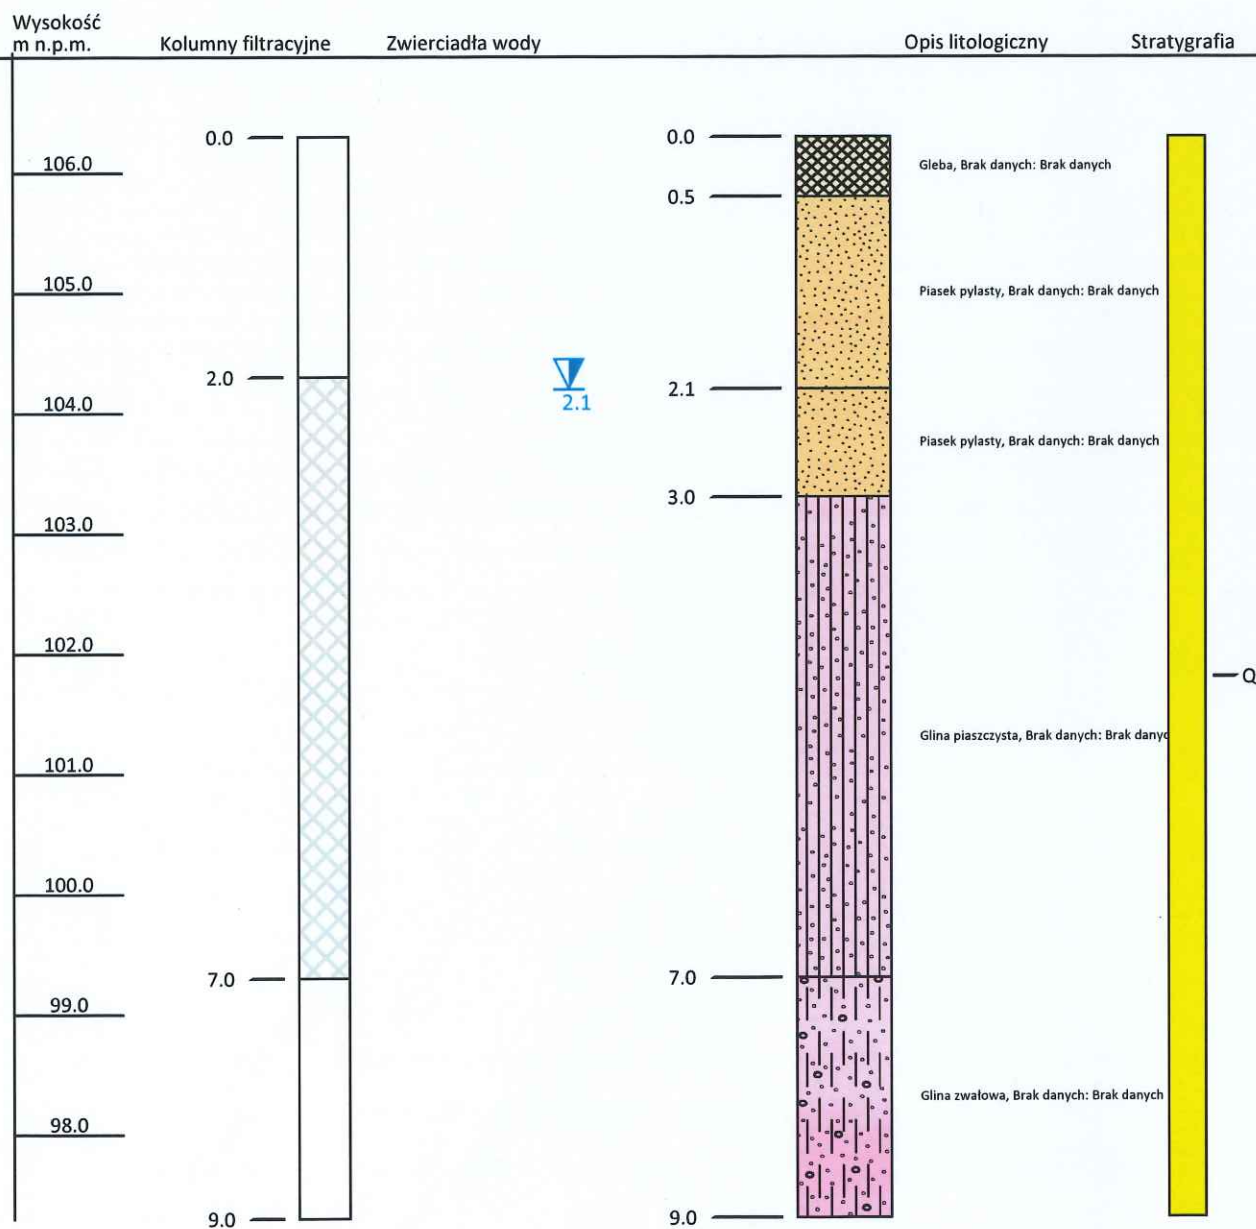 Wysokość
m n.p.m.
Kolumny filtracyjne
Zwierciadła wody
Opis litologiczny
Stratygrafia
0.0
0.0
106.0
Gleba, Brak danych: Brak danych
0.5
105.0
Piasek pylasty, Brak danych: Brak danych
2.0
2.1
2.1
104.0
Piasek pylasty, Brak danych: Brak danych
3.0
103.0
102.0
Q
Glina piaszczysta, Brak danych: Brak danyc
101.0
100.0
7.0
7.0
99.0
Glina zwałowa, Brak danych: Brak danych
98.0
9.0
9.0